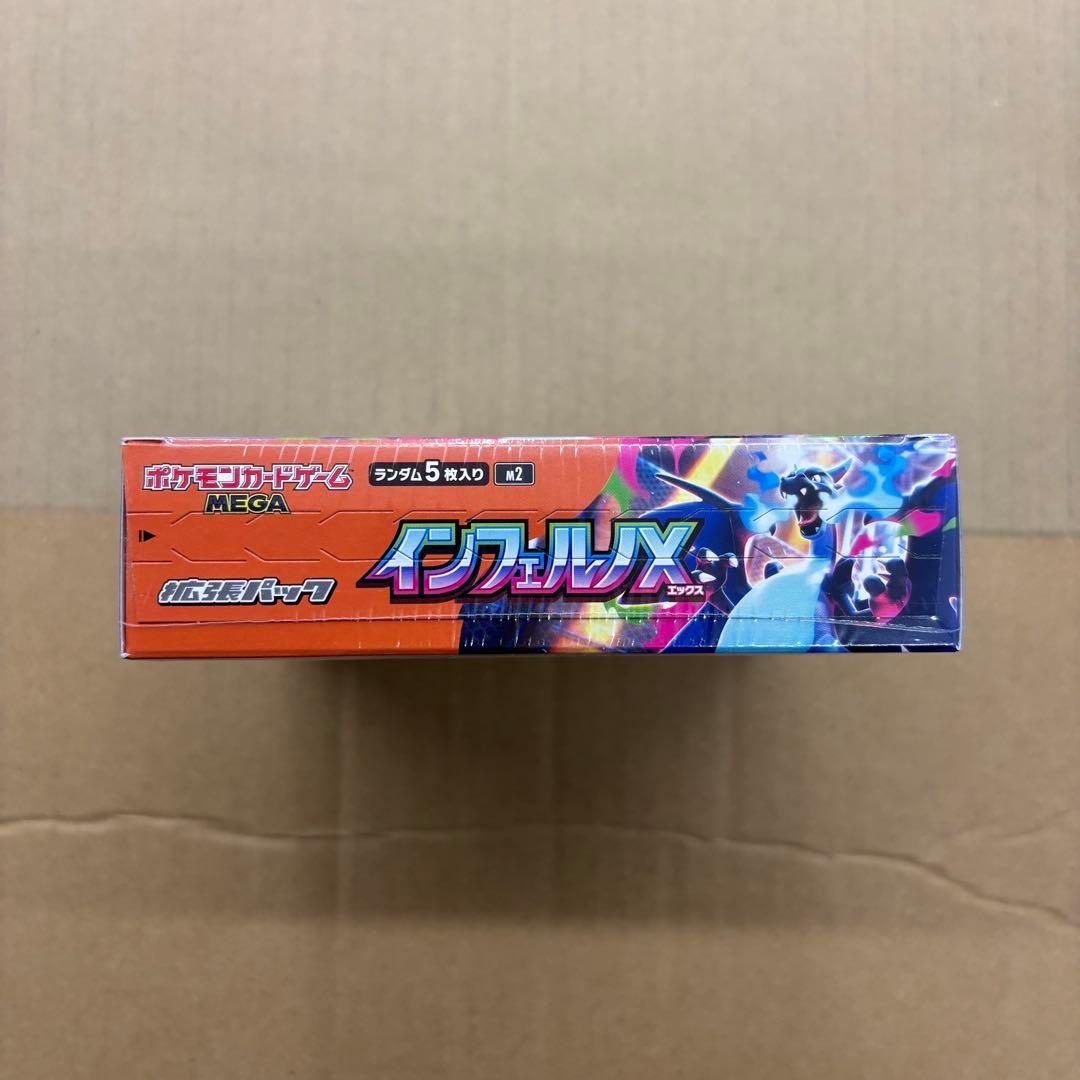 ポケモンカードゲーム
MEGA
ランダム5枚入り
M2
インフェルノX
エックス
拡張パック